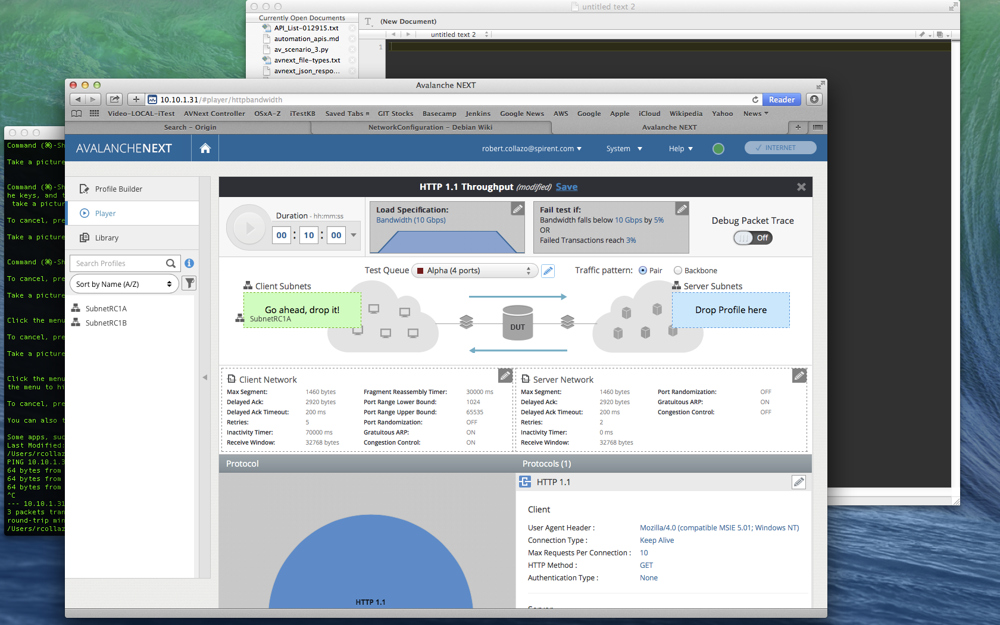 untitled text 2
Currently Open Documents
API_List-012915.txt
automation_apis.md
av_scenario_3.py
avnext_file-types.txt
avnext_json_respo...
(New Document)
untitled text 2
1
Command (⌘)-Sh
Take a picture
Command (⌘)-Sh
he keys, and t
take a pictur
To cancel, pre
Take a picture
Command (⌘)-Sh
To cancel, pre
Take a picture
Click the menu
To cancel, pre
Take a picture
Click the menu
the menu to hi
To cancel, pre
You can also t
Some apps, suc
Last Modified:
/Users/rcollaz
PING 10.10.1.3
64 bytes from
64 bytes from
64 bytes from
^C
--- 10.10.1.31
3 packets tran
round-trip min
/Users/rcollaz
Avalanche NEXT
10.10.1.31/#player/httpbandwidth
Reader
Video-LOCAL-iTest AVNext Controller OSxA-Z iTestKB Saved Tabs GIT Stocks Basecamp Jenkins Google News AWS Google Apple iCloud Wikipedia Yahoo News
Search - Origin
NetworkConfiguration - Debian Wiki
Avalanche NEXT
AVALANCHENEXT
robert.collazo@spirent.com
System
Help
✓ INTERNET
Profile Builder
Player
Library
Search Profiles
Sort by Name (A/Z)
SubnetRC1A
SubnetRC1B
HTTP 1.1 Throughput (modified) Save
Duration - hh:mm:ss
00 : 10 : 00
Load Specification:
Bandwidth (10 Gbps)
Fail test if:
Bandwidth falls below 10 Gbps by 5%
OR
Failed Transactions reach 3%
Debug Packet Trace
Off
Test Queue
Alpha (4 ports)
Traffic pattern: Pair Backbone
Client Subnets
Go ahead, drop it!
SubnetRC1A
DUT
Server Subnets
Drop Profile here
Client Network
Max Segment: 1460 bytes Fragment Reassembly Timer: 30000 ms
Delayed Ack: 2920 bytes Port Range Lower Bound: 1024
Delayed Ack Timeout: 200 ms Port Range Upper Bound: 65535
Retries: 5 Port Randomization: OFF
Inactivity Timer: 70000 ms Gratuitous ARP: ON
Receive Window: 32768 bytes Congestion Control: ON
Server Network
Max Segment: 1460 bytes Port Randomization: OFF
Delayed Ack: 2920 bytes Gratuitous ARP: ON
Delayed Ack Timeout: 200 ms Congestion Control: OFF
Retries: 2
Inactivity Timer: 0 ms
Receive Window: 32768 bytes
Protocol
Protocols (1)
HTTP 1.1
HTTP 1.1
Client
User Agent Header : Mozilla/4.0 (compatible MSIE 5.01; Windows NT)
Connection Type : Keep Alive
Max Requests Per Connection : 10
HTTP Method : GET
Authentication Type : None